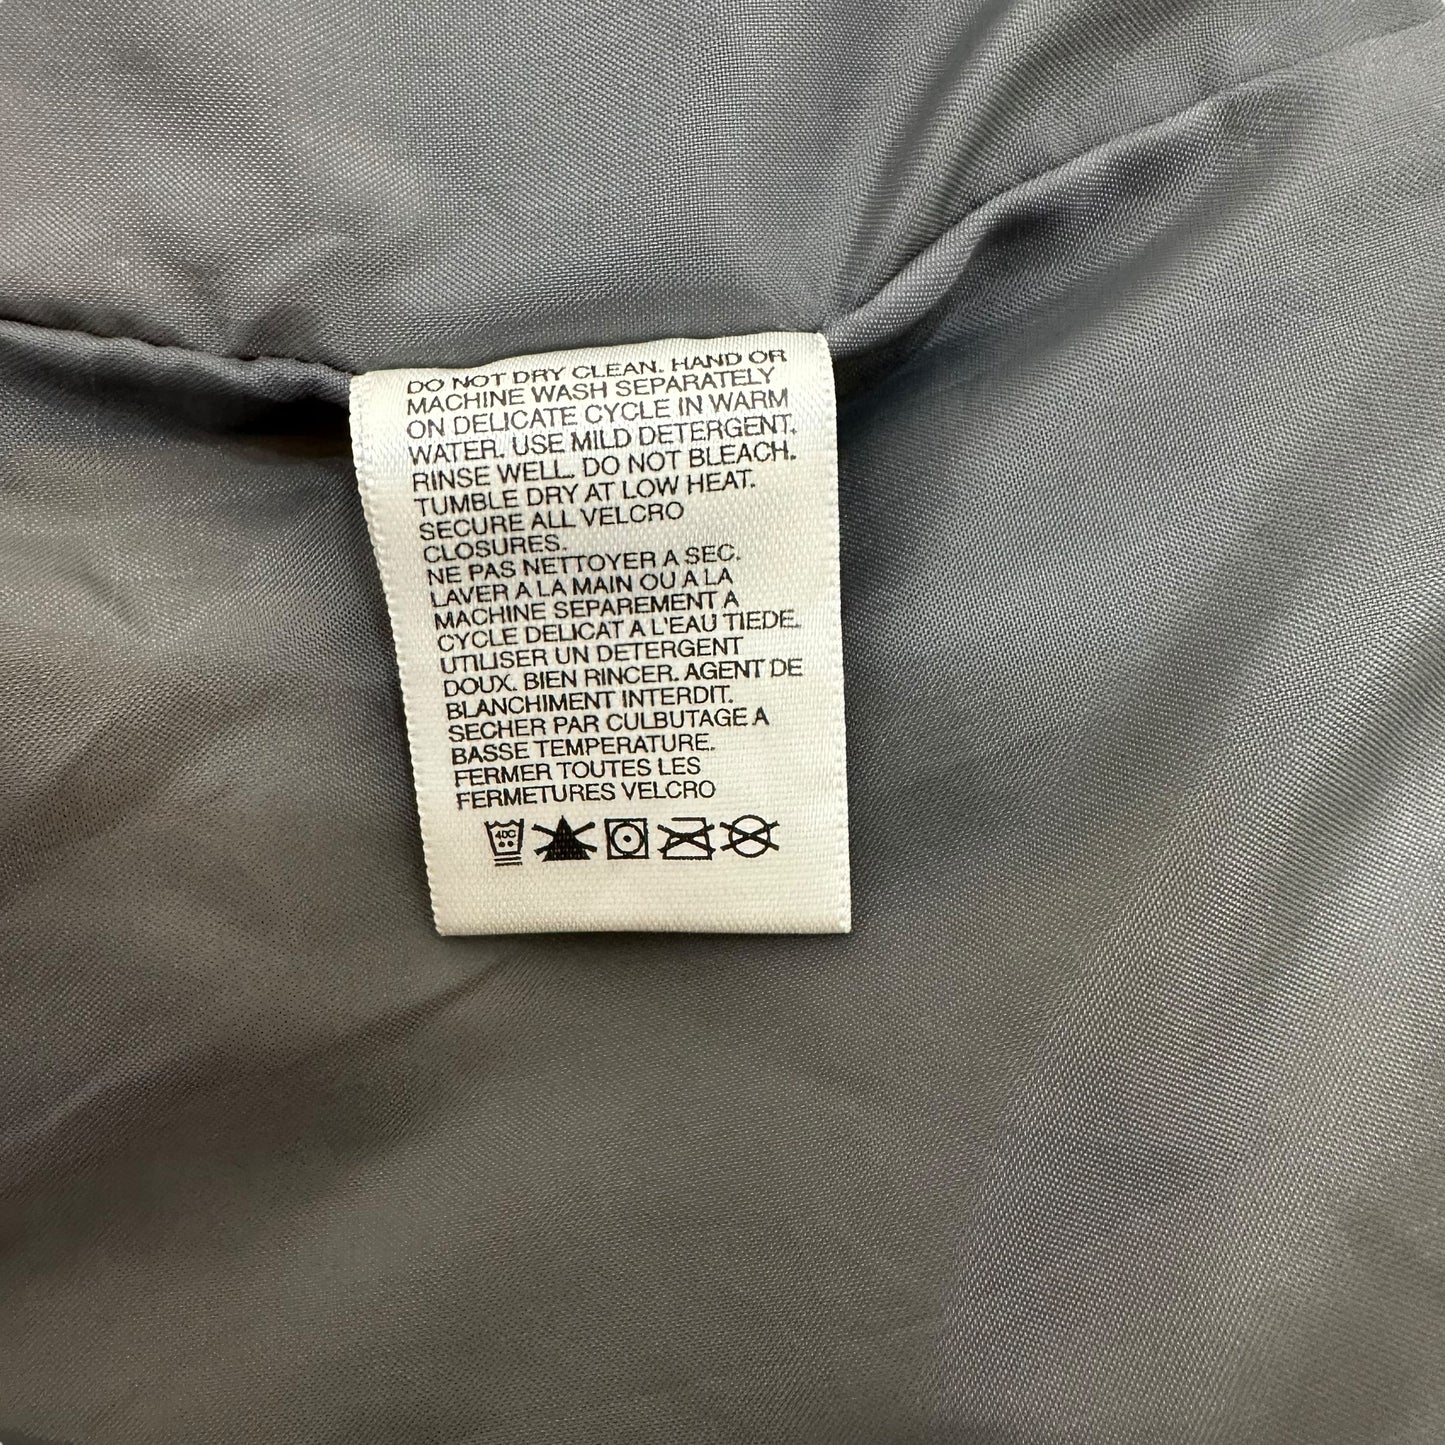 DO NOT DRY CLEAN. HAND OR
MACHINE WASH SEPARATELY
ON DELICATE CYCLE IN WARM
WATER. USE MILD DETERGENT.
RINSE WELL. DO NOT BLEACH.
TUMBLE DRY AT LOW HEAT.
SECURE ALL VELCRO
CLOSURES.
NE PAS NETTOYER A SEC.
LAVER A LA MAIN OU A LA
MACHINE SEPAREMENT A
CYCLE DELICAT A L'EAU TIEDE.
UTILISER UN DETERGENT
DOUX. BIEN RINCER. AGENT DE
BLANCHIMENT INTERDIT.
SECHER PAR CULBUTAGE A
BASSE TEMPERATURE.
FERMER TOUTES LES
FERMETURES VELCRO
40C